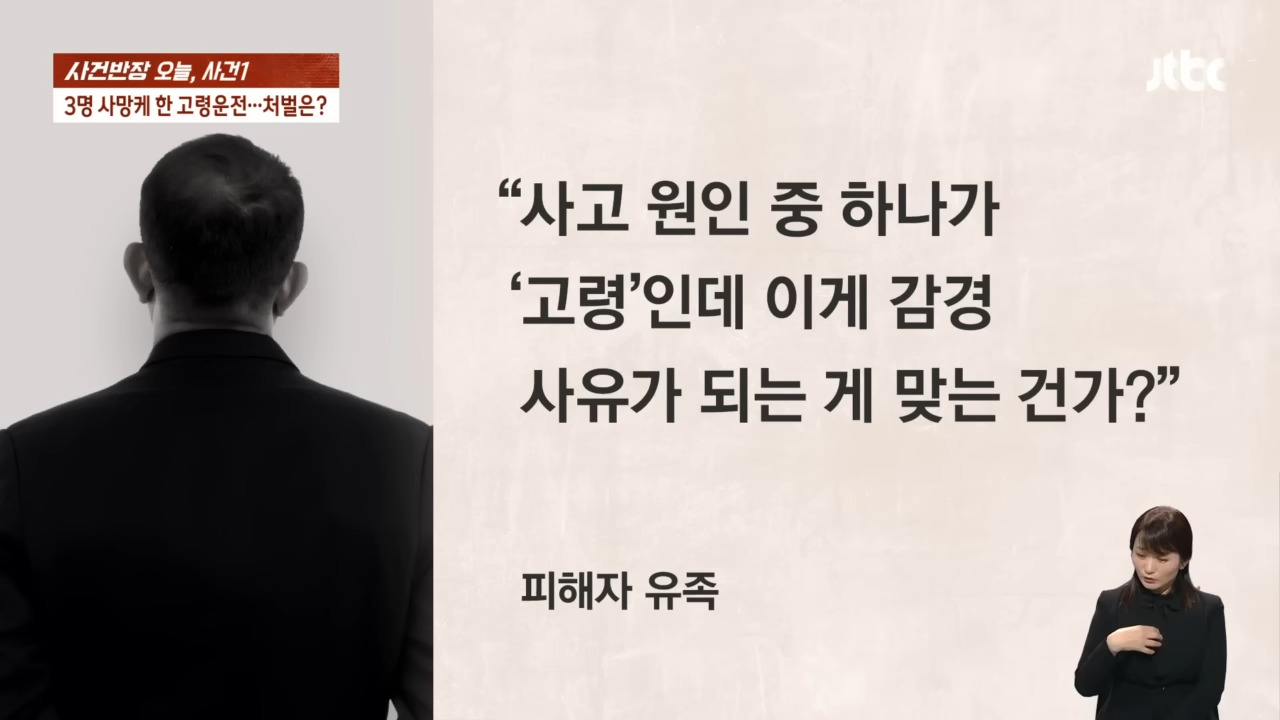 사건반장 오늘, 사건1
3명 사망케 한 고령운전…처벌은?
jtbc
“사고 원인 중 하나가
‘고령’인데 이게 감경
사유가 되는 게 맞는 건가?”
피해자 유족